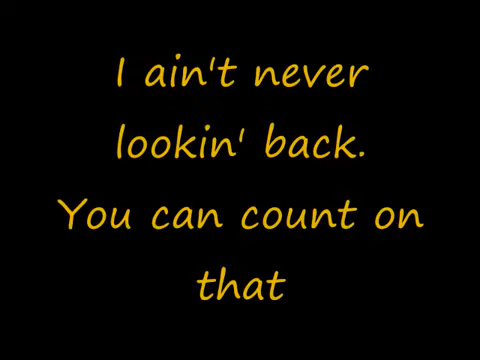 I ain't never
lookin' back.
You can count on
that